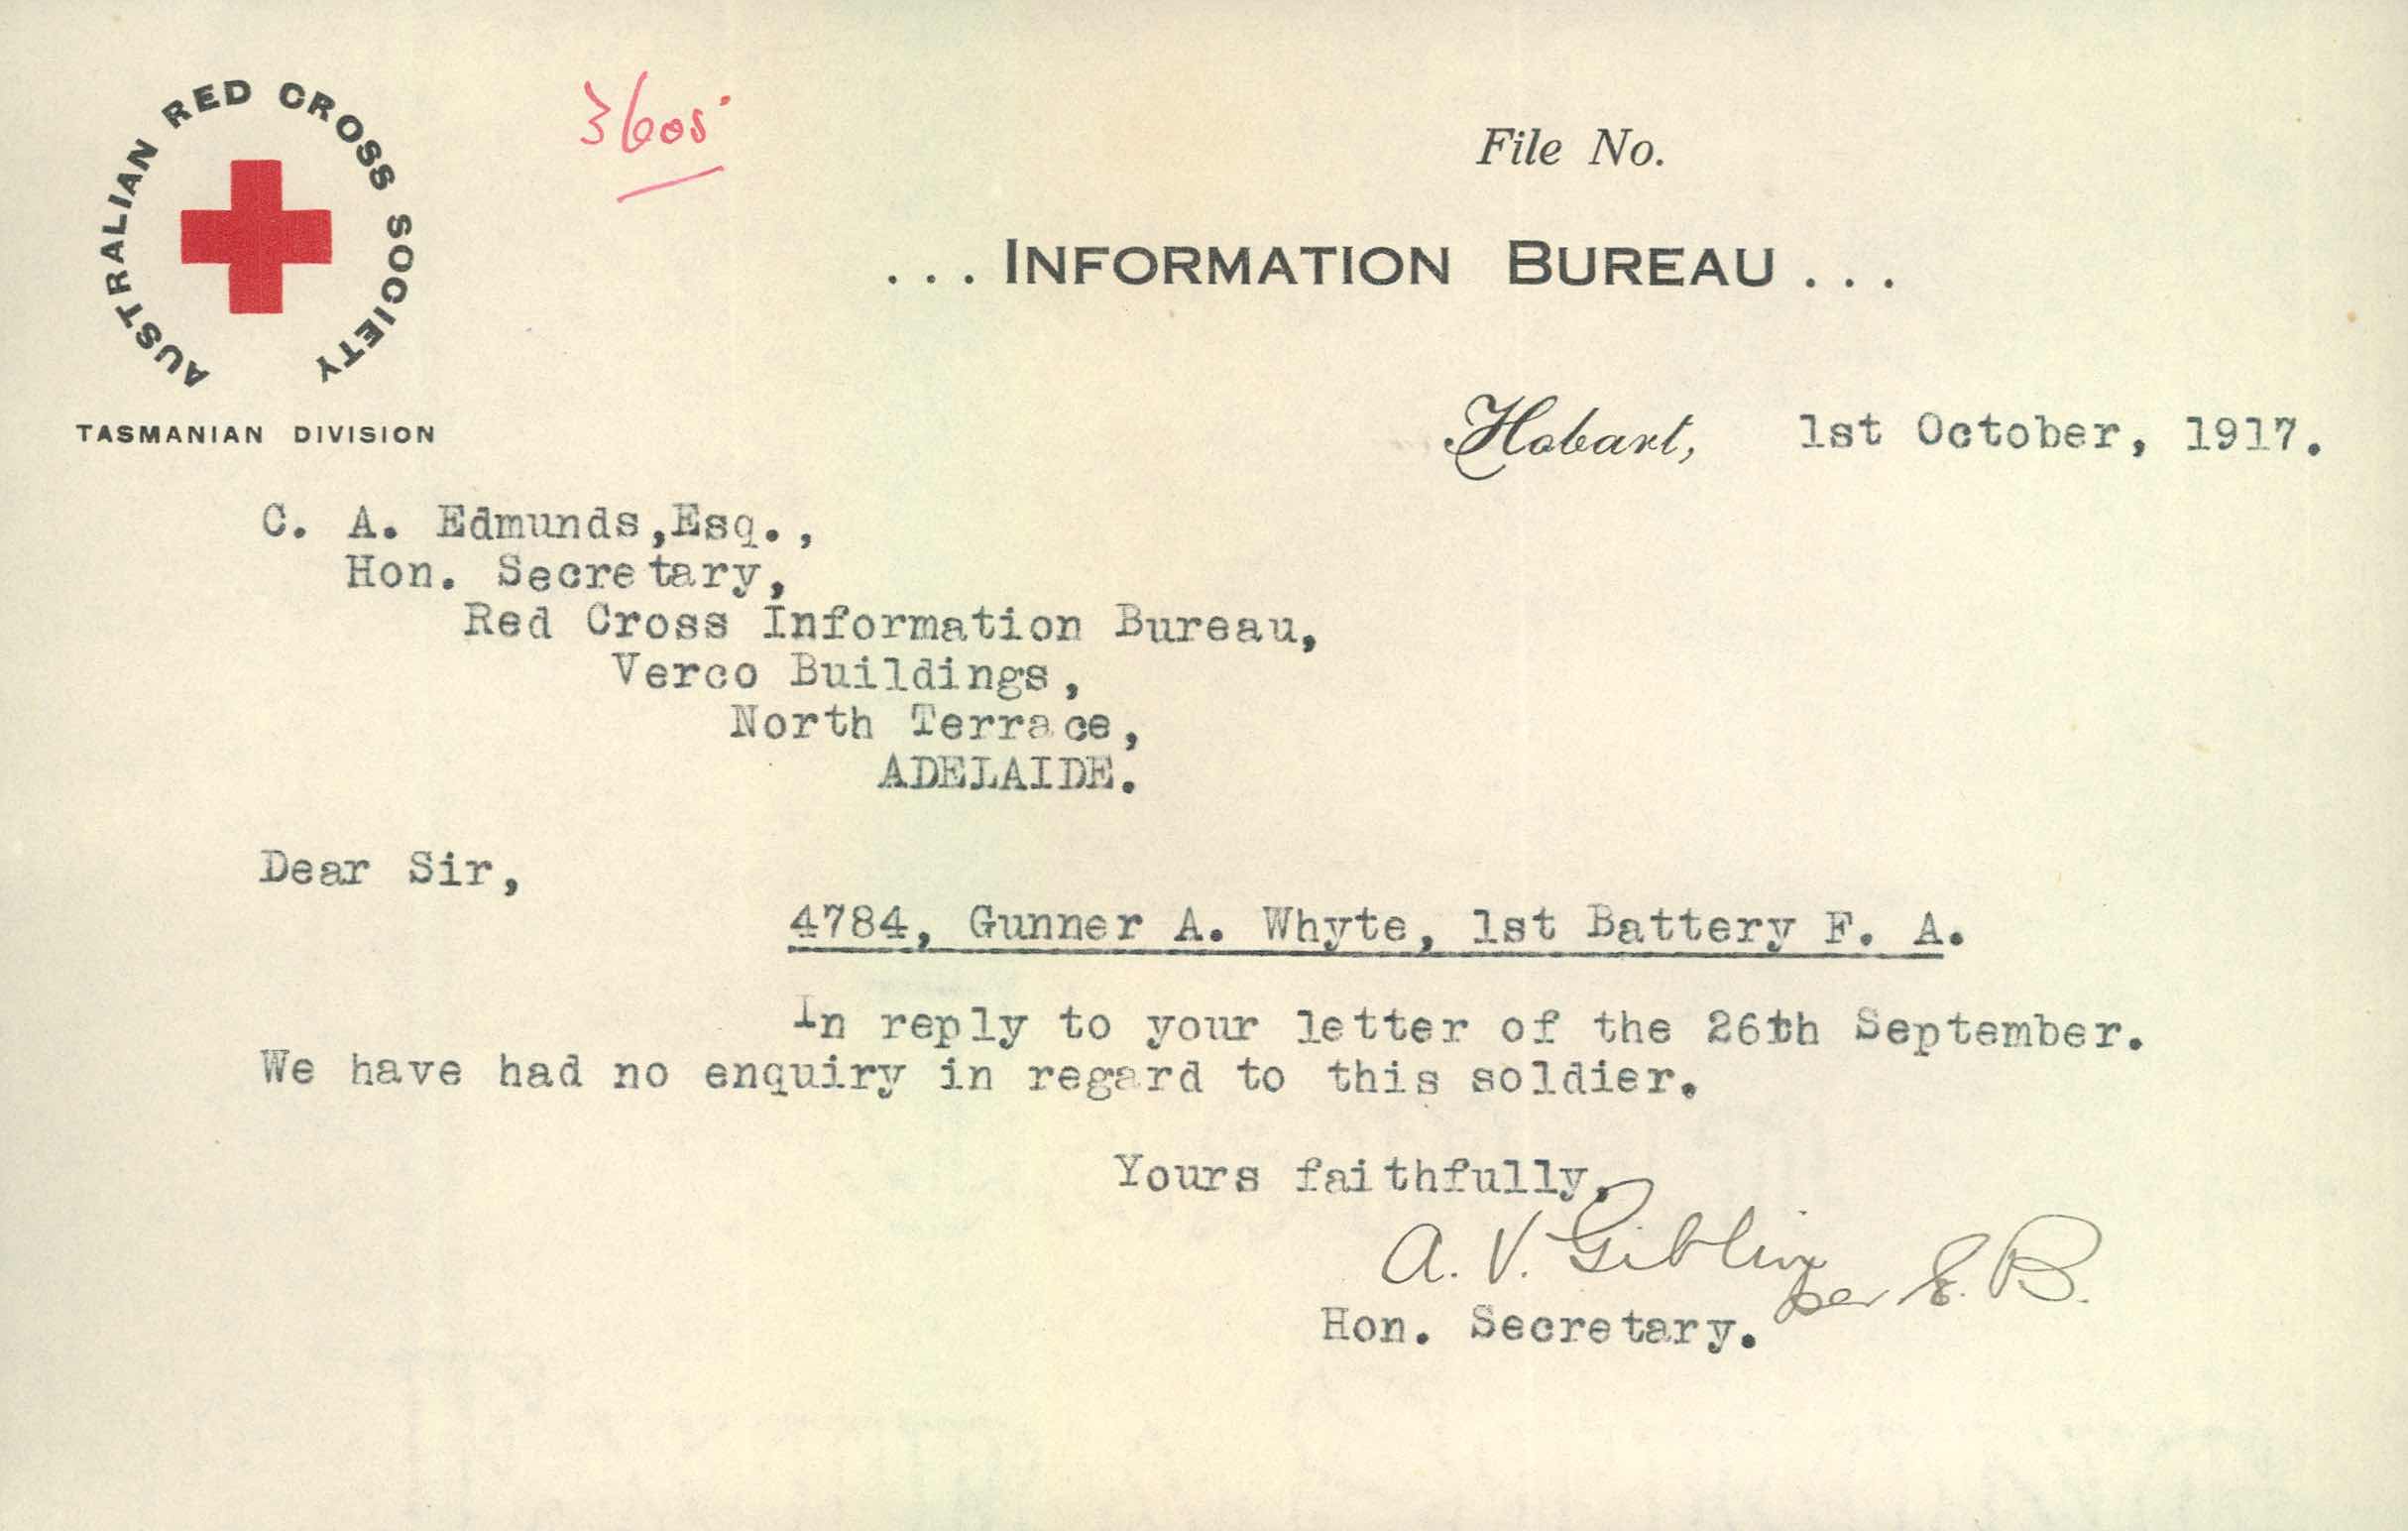 AUSTRALIAN RED CROSS SOCIETY
TASMANIAN DIVISION
3605
File No.
... INFORMATION BUREAU ...
Hobart, 1st October, 1917.
C. A. Edmunds,Esq.,
Hon. Secretary,
Red Cross Information Bureau,
Verco Buildings,
North Terrace,
ADELAIDE.
Dear Sir,
4784, Gunner A. Whyte, 1st Battery F. A.
In reply to your letter of the 26th September.
We have had no enquiry in regard to this soldier.
Yours faithfully,
A. V. Giblin
per E. B.
Hon. Secretary.